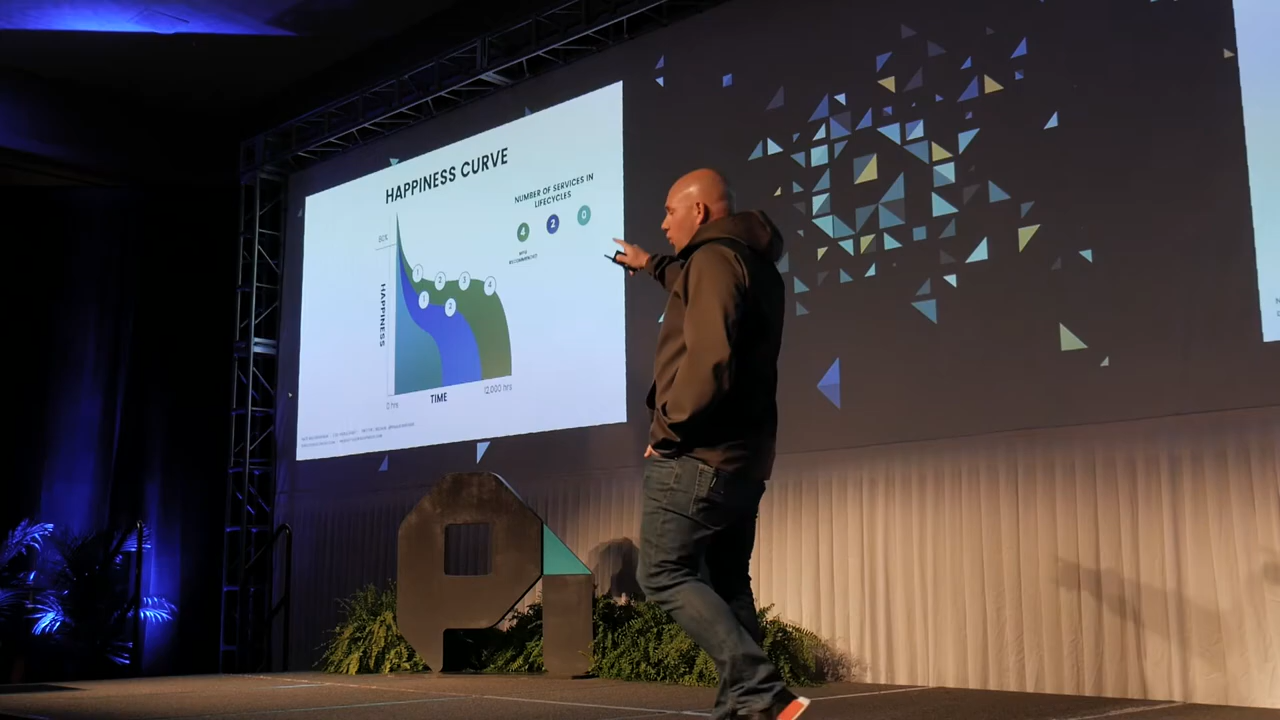 HAPPINESS CURVE
NUMBER OF SERVICES IN
LIFECYCLES
4
2
0
RECOMMENDED
80%
1
2
3
4
1
2
HAPPINESS
0 hrs
TIME
12,000 hrs